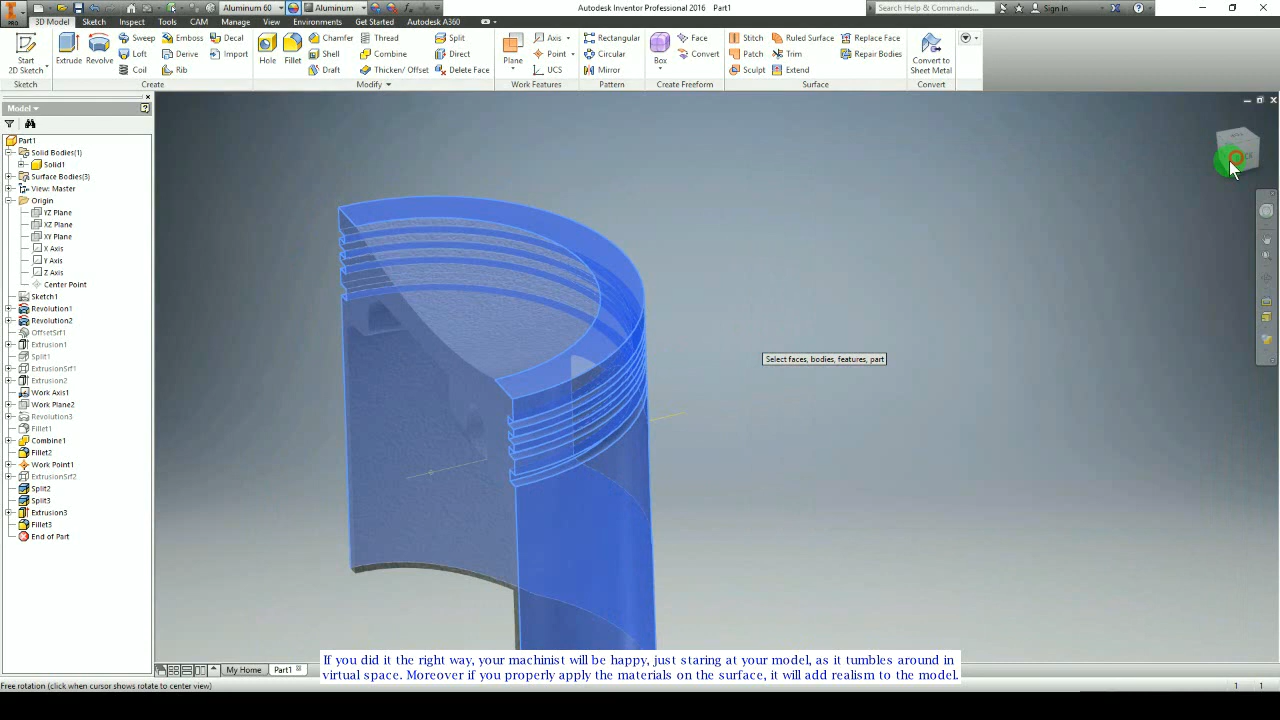 Aluminum 60 Aluminum Autodesk Inventor Professional 2016 Part1 Search Help & Commands... Sign In
PRO 3D Model Sketch Inspect Tools CAM Manage View Environments Get Started Autodesk A360
Sweep Emboss Decal Chamfer Thread Split Axis Rectangular Face Stitch Ruled Surface Replace Face
Start 2D Sketch Extrude Revolve Loft Derive Import Hole Fillet Shell Combine Direct Plane Point Circular Box Convert Patch Trim Repair Bodies Convert to Sheet Metal
Coil Rib Draft Thicken/ Offset Delete Face UCS Mirror Sculpt Extend
Sketch Create Modify Work Features Pattern Create Freeform Surface Convert
Model
Part1
Solid Bodies(1)
Solid1
Surface Bodies(3)
View: Master
Origin
YZ Plane
XZ Plane
XY Plane
X Axis
Y Axis
Z Axis
Center Point
Sketch1
Revolution1
Revolution2
OffsetSrf1
Extrusion1
Split1
ExtrusionSrf1
Extrusion2
Work Axis1
Work Plane2
Revolution3
Fillet1
Combine1
Fillet2
Work Point1
ExtrusionSrf2
Split2
Split3
Extrusion3
Fillet3
End of Part
Select faces, bodies, features, part
My Home Part1
If you did it the right way, your machinist will be happy, just staring at your model, as it tumbles around in
virtual space. Moreover if you properly apply the materials on the surface, it will add realism to the model.
Free rotation (click when cursor shows rotate to center view) 1 1